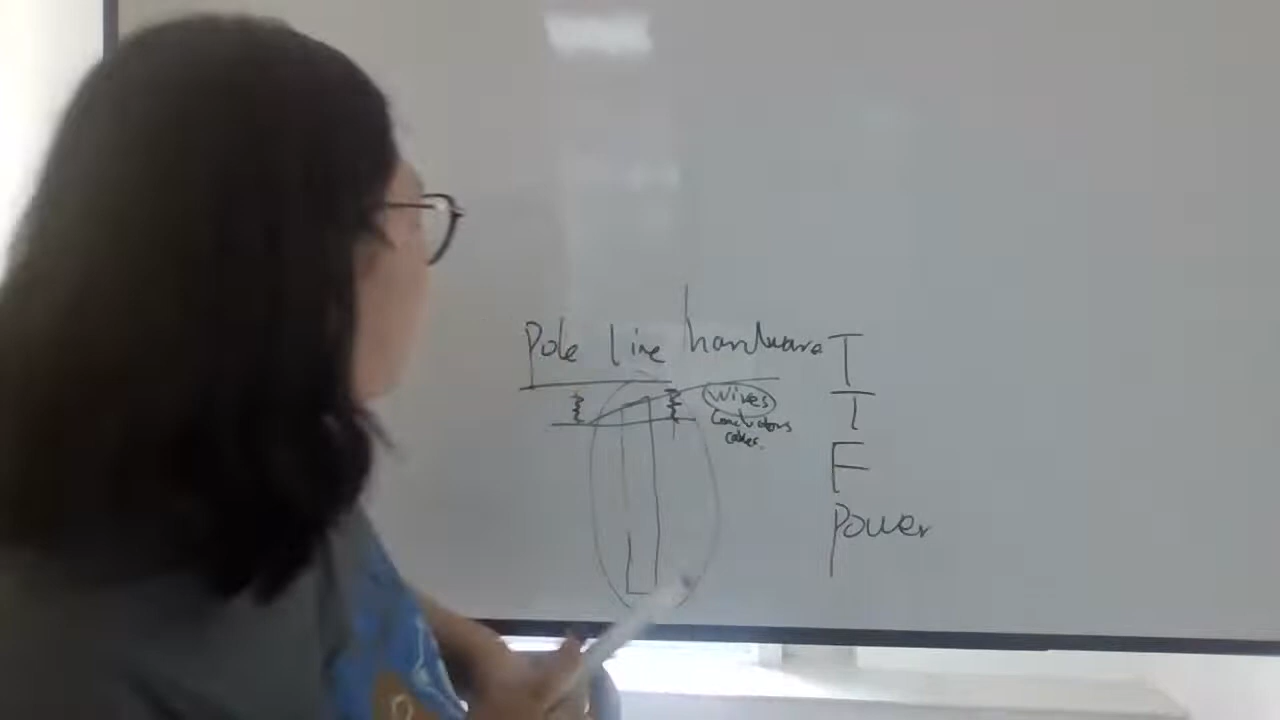 Pole line hardware
T
Wires
I
Conductors
cables.
F
Power